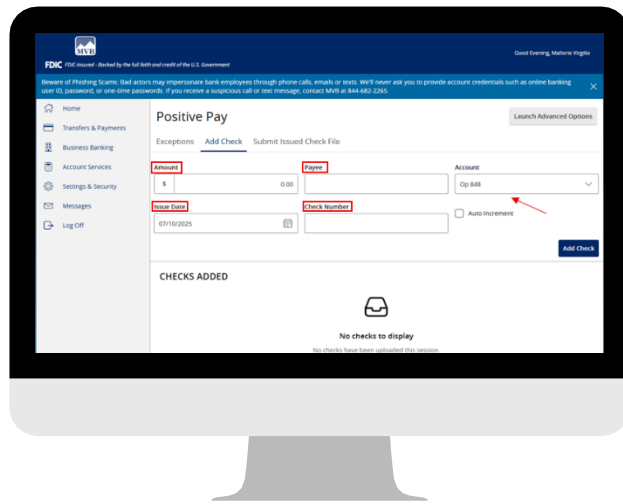 MVB
Good Evening, Mallorie Virgilio
FDIC FDIC-Insured - Backed by the full faith and credit of the U.S. Government
Beware of Phishing Scams: Bad actors may impersonate bank employees through phone calls, emails or texts. We'll never ask you to provide account credentials such as online banking
user ID, password, or one-time passwords. If you receive a suspicious call or text message, contact MVB at 844-682-2265.
Home
Transfers & Payments
Business Banking
Account Services
Settings & Security
Messages
Log Off
Positive Pay
Launch Advanced Options
Exceptions Add Check Submit Issued Check File
Amount Payee Account
$ 0.00 Op 848
Issue Date Check Number
07/10/2025 Auto Increment
Add Check
CHECKS ADDED
No checks to display
No checks have been uploaded this session.